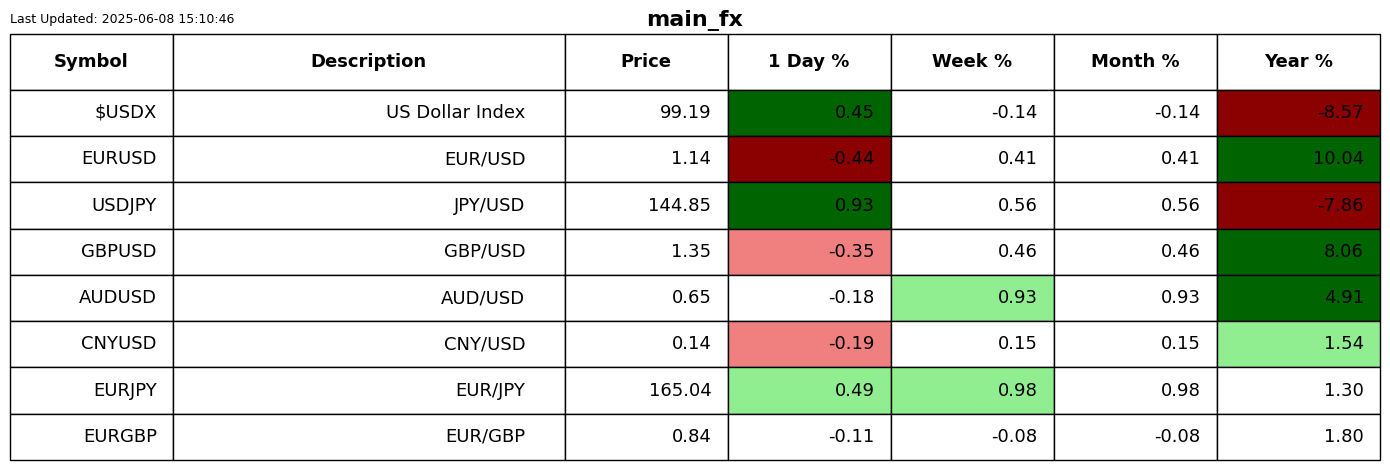 Last Updated: 2025-06-08 15:10:46
main_fx
Symbol Description Price 1 Day % Week % Month % Year %
$USDX US Dollar Index 99.19 0.45 -0.14 -0.14 -8.57
EURUSD EUR/USD 1.14 -0.44 0.41 0.41 10.04
USDJPY JPY/USD 144.85 0.93 0.56 0.56 -7.86
GBPUSD GBP/USD 1.35 -0.35 0.46 0.46 8.06
AUDUSD AUD/USD 0.65 -0.18 0.93 0.93 4.91
CNYUSD CNY/USD 0.14 -0.19 0.15 0.15 1.54
EURJPY EUR/JPY 165.04 0.49 0.98 0.98 1.30
EURGBP EUR/GBP 0.84 -0.11 -0.08 -0.08 1.80